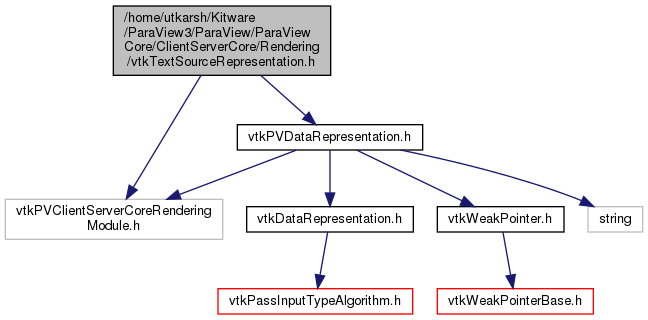 /home/utkarsh/Kitware
/ParaView3/ParaView/ParaView
Core/ClientServerCore/Rendering
/vtkTextSourceRepresentation.h
vtkPVDataRepresentation.h
vtkPVClientServerCoreRendering
Module.h
vtkDataRepresentation.h
vtkWeakPointer.h
string
vtkPassInputTypeAlgorithm.h
vtkWeakPointerBase.h